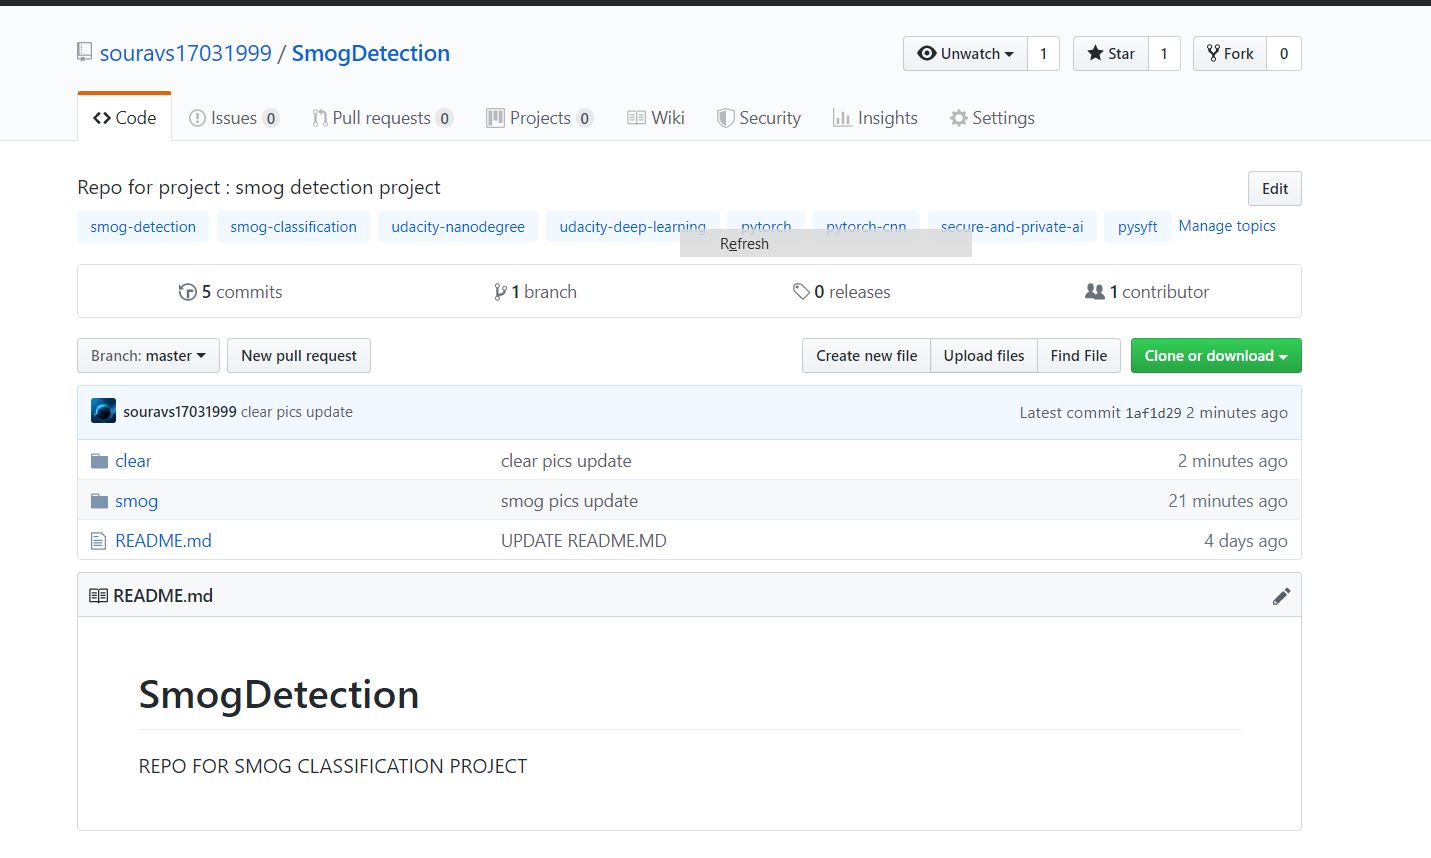 souravs17031999 / SmogDetection
Unwatch 1 Star 1 Fork 0
Code Issues 0 Pull requests 0 Projects 0 Wiki Security Insights Settings
Repo for project : smog detection project
Edit
smog-detection smog-classification udacity-nanodegree udacity-deep-learning pytorch pytorch-cnn secure-and-private-ai pysyft Manage topics
Refresh
5 commits 1 branch 0 releases 1 contributor
Branch: master New pull request Create new file Upload files Find File Clone or download
souravs17031999 clear pics update Latest commit 1af1d29 2 minutes ago
clear clear pics update 2 minutes ago
smog smog pics update 21 minutes ago
README.md UPDATE README.MD 4 days ago
README.md
SmogDetection
REPO FOR SMOG CLASSIFICATION PROJECT